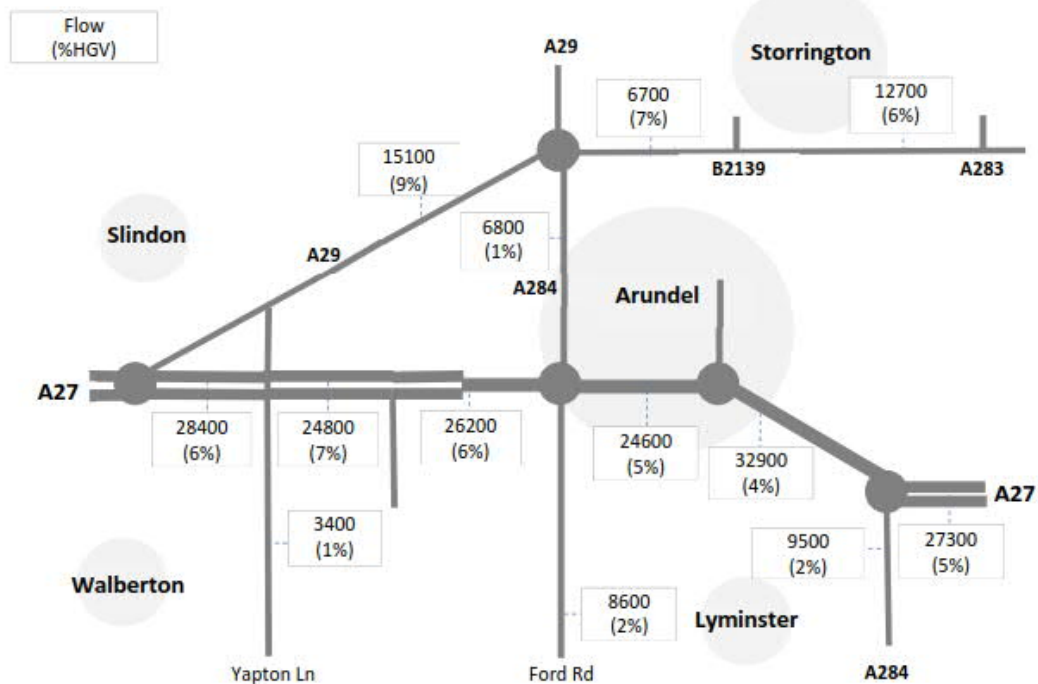 Flow
(%HGV)
A29
Storrington
6700
(7%)
12700
(6%)
15100
(9%)
B2139
A283
Slindon
6800
(1%)
A29
A284
Arundel
A27
28400
(6%)
24800
(7%)
26200
(6%)
24600
(5%)
32900
(4%)
A27
3400
(1%)
9500
(2%)
27300
(5%)
Walberton
8600
(2%)
Lyminster
Yapton Ln
Ford Rd
A284